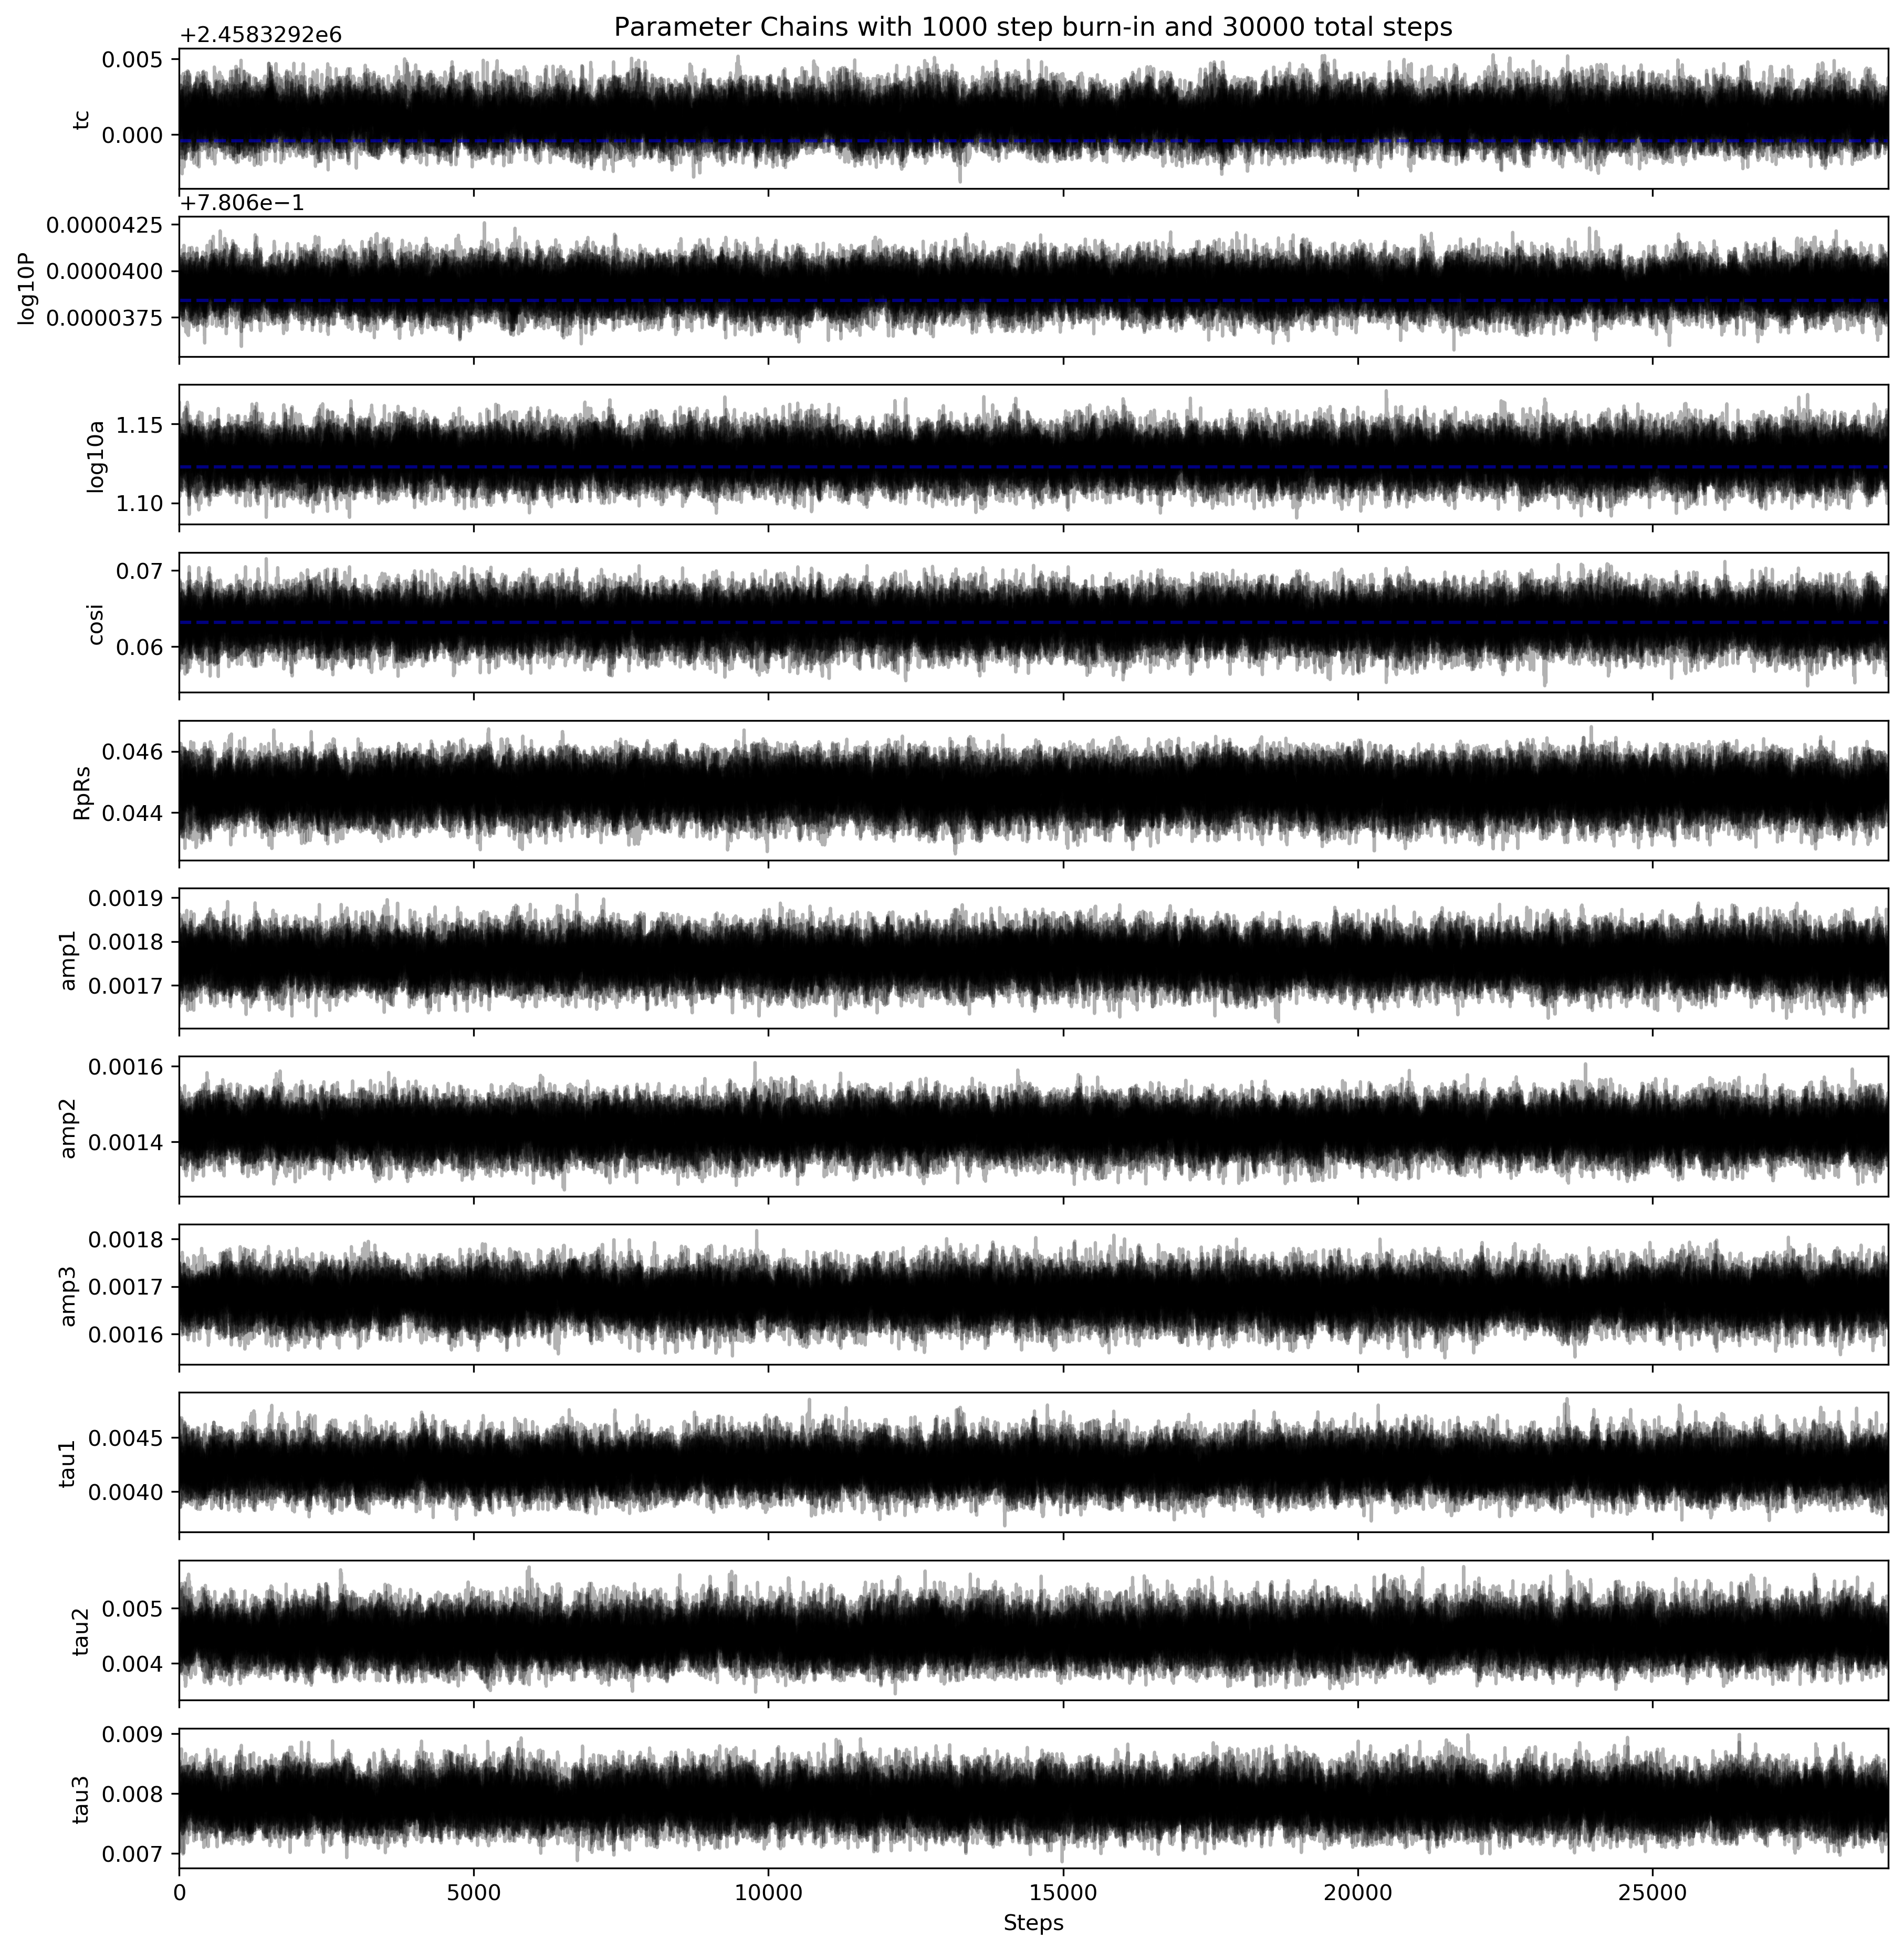 Parameter Chains with 1000 step burn-in and 30000 total steps
+2.4583292e6
0.005
tc
0.000
+7.806e−1
0.0000425
0.0000400
log10P
0.0000375
1.15
log10a
1.10
0.07
cosi
0.06
0.046
RpRs
0.044
0.0019
0.0018
amp1
0.0017
0.0016
amp2
0.0014
0.0018
0.0017
amp3
0.0016
0.0045
tau1
0.0040
0.005
tau2
0.004
0.009
0.008
tau3
0.007
0 5000 10000 15000 20000 25000
Steps